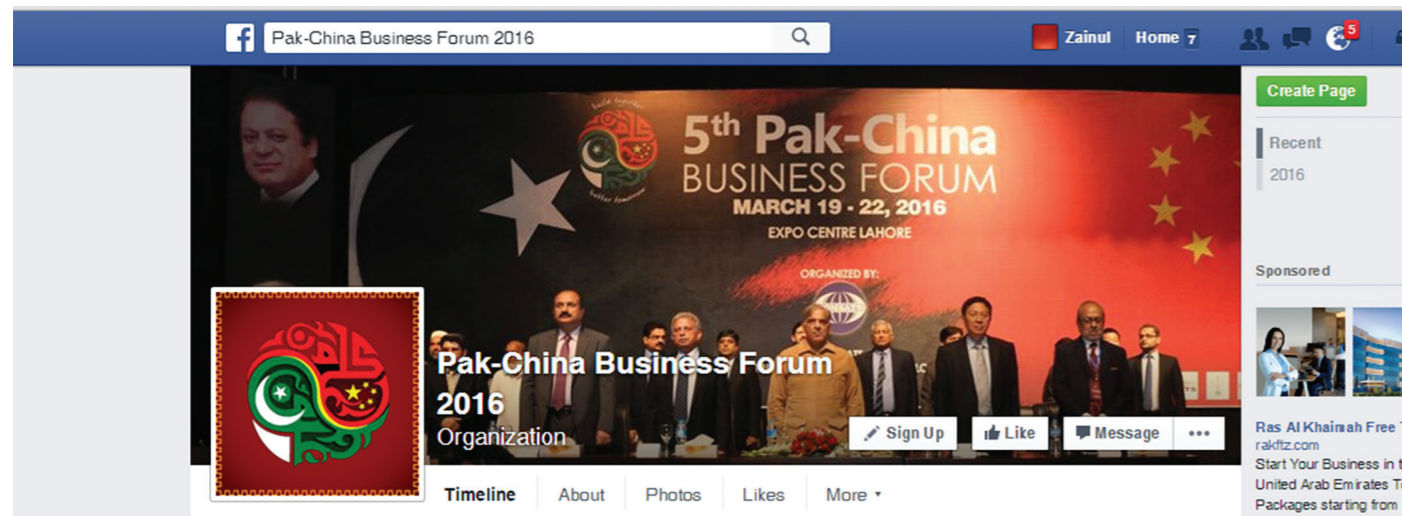 Pak-China Business Forum 2016
Zainul
Home 7
5
build together
better tomorrow
5th Pak-China
BUSINESS FORUM
MARCH 19 - 22, 2016
EXPO CENTRE LAHORE
ORGANIZED BY:
Pak-China Business Forum
2016
Organization
Sign Up
Like
Message
Timeline
About
Photos
Likes
More
Create Page
Recent
2016
Sponsored
Ras Al Khaimah Free
rakftz.com
Start Your Business in
United Arab Emirates
Packages starting from